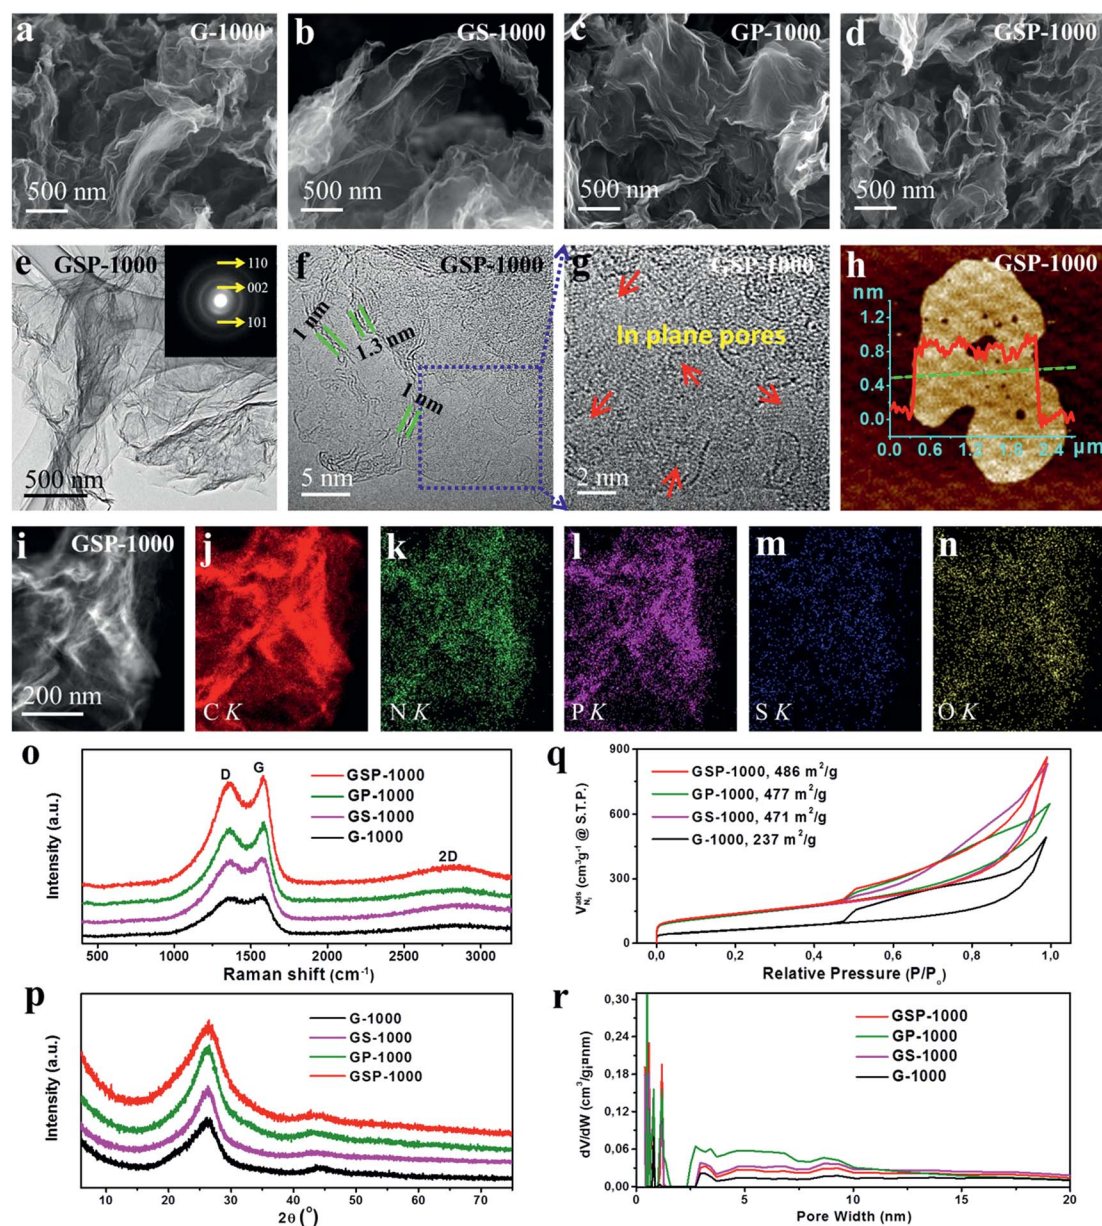 a G-1000
500 nm
b GS-1000
500 nm
c GP-1000
500 nm
d GSP-1000
500 nm
e GSP-1000
110
002
101
500 nm
f GSP-1000
1 nm
1.3 nm
1 nm
5 nm
g GSP-1000
In plane pores
2 nm
h GSP-1000
nm
1.2
0.8
0.4
0.0
0.0 0.6 1.2 1.8 2.4 µm
i GSP-1000
200 nm
j
C K
k
N K
l
P K
m
S K
n
O K
o
D G
2D
GSP-1000
GP-1000
GS-1000
G-1000
Intensity (a.u.)
500 1000 1500 2000 2500 3000
Raman shift (cm⁻¹)
q
GSP-1000, 486 m²/g
GP-1000, 477 m²/g
GS-1000, 471 m²/g
G-1000, 237 m²/g
900
600
300
0
0,0 0,2 0,4 0,6 0,8 1,0
Relative Pressure (P/Pₒ)
p
G-1000
GS-1000
GP-1000
GSP-1000
Intensity (a.u.)
10 20 30 40 50 60 70
2θ (°)
r
GSP-1000
GP-1000
GS-1000
G-1000
dV/dW (cm³/g¡¤nm)
0,30
0,24
0,18
0,12
0,06
0,00
0 5 10 15 20
Pore Width (nm)